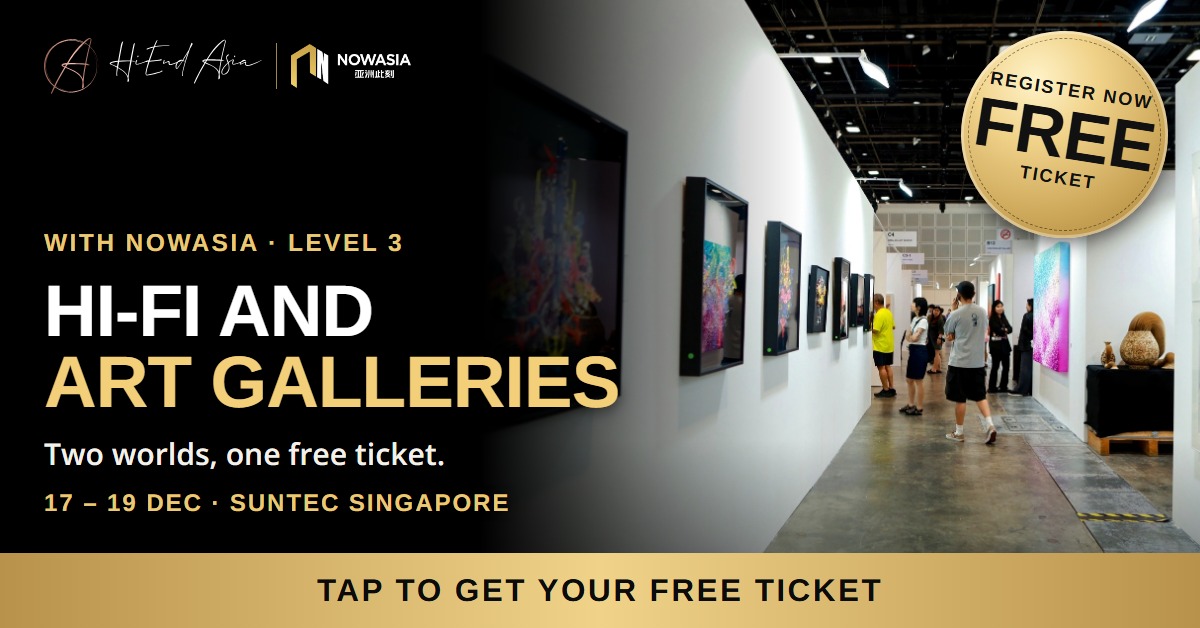 HiEnd Asia
NOWASIA
亚洲此刻
REGISTER NOW
FREE
TICKET
WITH NOWASIA · LEVEL 3
HI-FI AND
ART GALLERIES
Two worlds, one free ticket.
17 – 19 DEC · SUNTEC SINGAPORE
TAP TO GET YOUR FREE TICKET